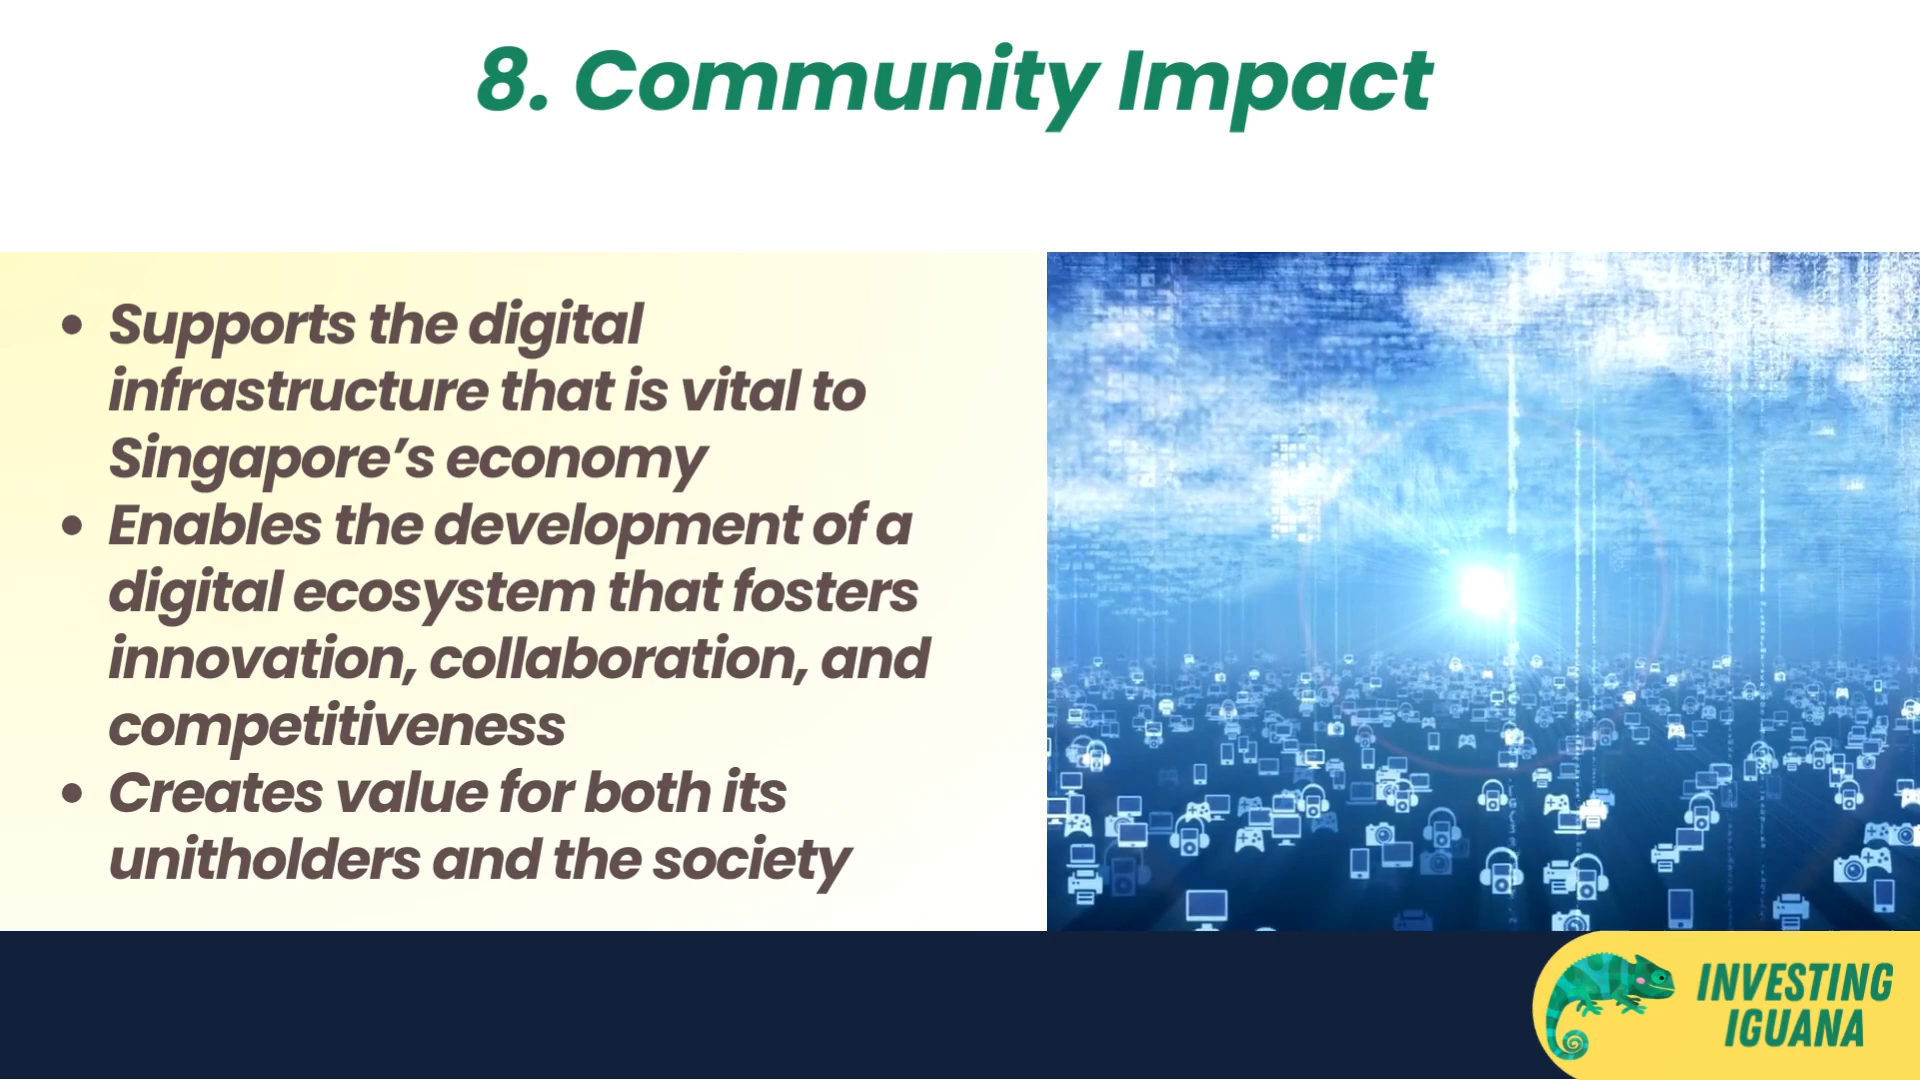 8. Community Impact
• Supports the digital
infrastructure that is vital to
Singapore’s economy
• Enables the development of a
digital ecosystem that fosters
innovation, collaboration, and
competitiveness
• Creates value for both its
unitholders and the society
INVESTING
IGUANA